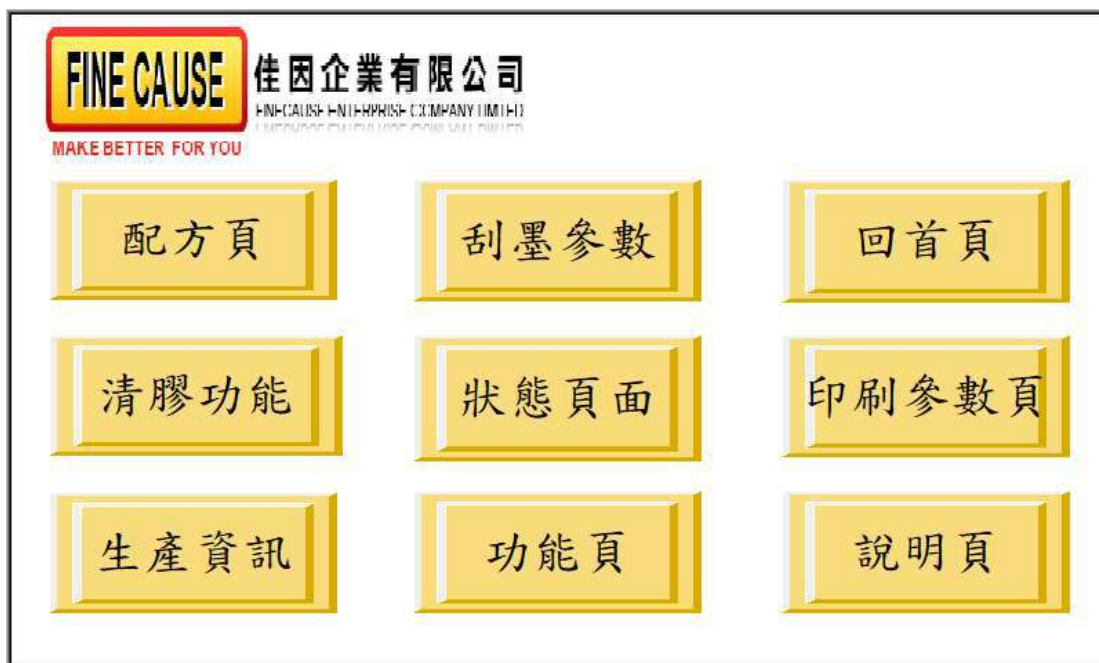 FINE CAUSE
佳因企業有限公司
FINECAUSE ENTERPRISE COMPANY LIMITED
MAKE BETTER FOR YOU
配方頁
刮墨參數
回首頁
清膠功能
狀態頁面
印刷參數頁
生產資訊
功能頁
說明頁